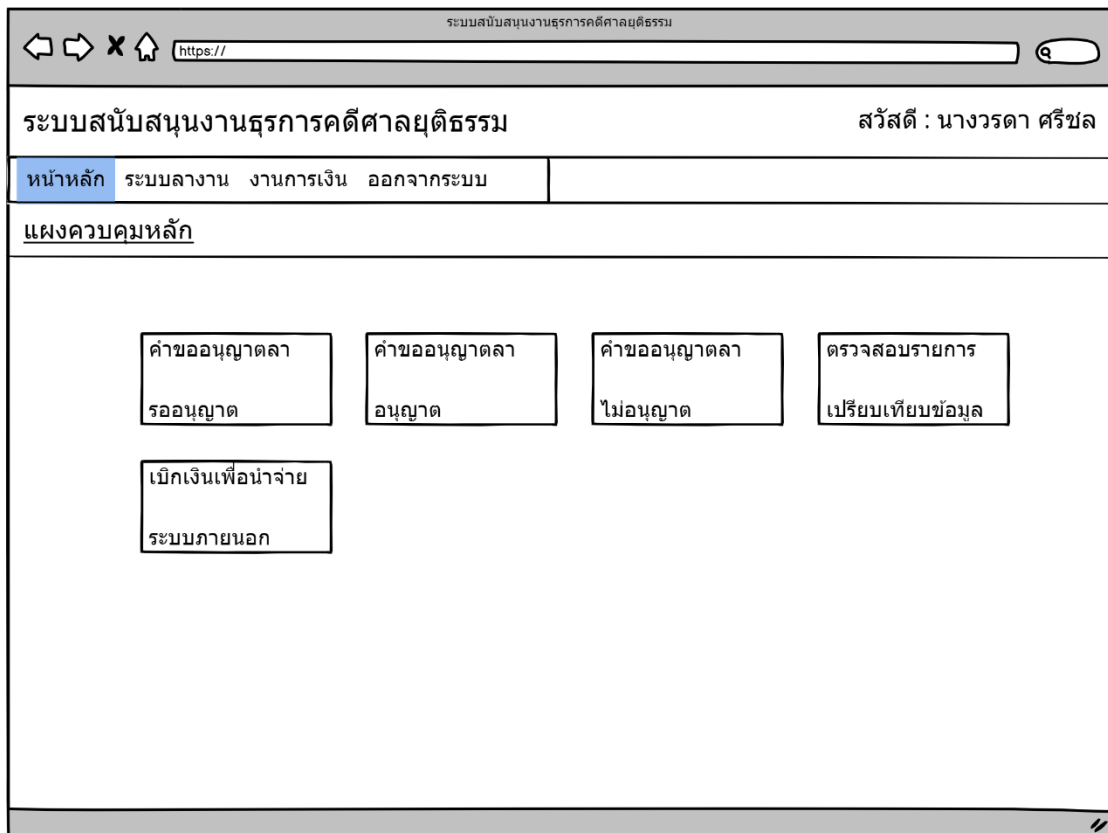 ระบบสนับสนุนงานธุรการคดีศาลยุติธรรม
https://
ระบบสนับสนุนงานธุรการคดีศาลยุติธรรม
สวัสดี : นางวรดา ศรีชล
หน้าหลัก ระบบลางาน งานการเงิน ออกจากระบบ
แผงควบคุมหลัก
คำขออนุญาตลา
รออนุญาต
คำขออนุญาตลา
อนุญาต
คำขออนุญาตลา
ไม่อนุญาต
ตรวจสอบรายการ
เปรียบเทียบข้อมูล
เบิกเงินเพื่อนำจ่าย
ระบบภายนอก